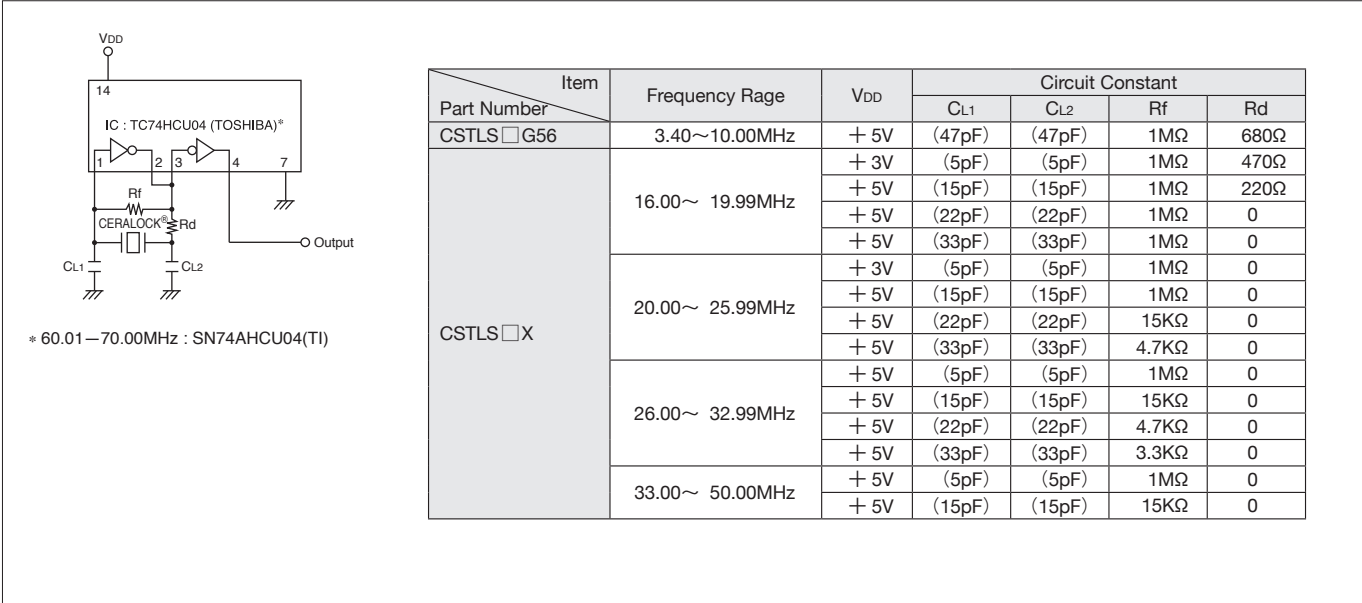 VDD
14
IC : TC74HCU04 (TOSHIBA)*
1 2 3 4 7
Rf
CERALOCK® Rd
Output
CL1 CL2
* 60.01—70.00MHz : SN74AHCU04(TI)
Item
Part Number
Frequency Rage
VDD
Circuit Constant
CL1 CL2 Rf Rd
CSTLS□G56 3.40〜10.00MHz +5V (47pF) (47pF) 1MΩ 680Ω
CSTLS□X
16.00〜 19.99MHz
+3V (5pF) (5pF) 1MΩ 470Ω
+5V (15pF) (15pF) 1MΩ 220Ω
+5V (22pF) (22pF) 1MΩ 0
+5V (33pF) (33pF) 1MΩ 0
20.00〜 25.99MHz
+3V (5pF) (5pF) 1MΩ 0
+5V (15pF) (15pF) 1MΩ 0
+5V (22pF) (22pF) 15KΩ 0
+5V (33pF) (33pF) 4.7KΩ 0
26.00〜 32.99MHz
+5V (5pF) (5pF) 1MΩ 0
+5V (15pF) (15pF) 15KΩ 0
+5V (22pF) (22pF) 4.7KΩ 0
+5V (33pF) (33pF) 3.3KΩ 0
33.00〜 50.00MHz
+5V (5pF) (5pF) 1MΩ 0
+5V (15pF) (15pF) 15KΩ 0